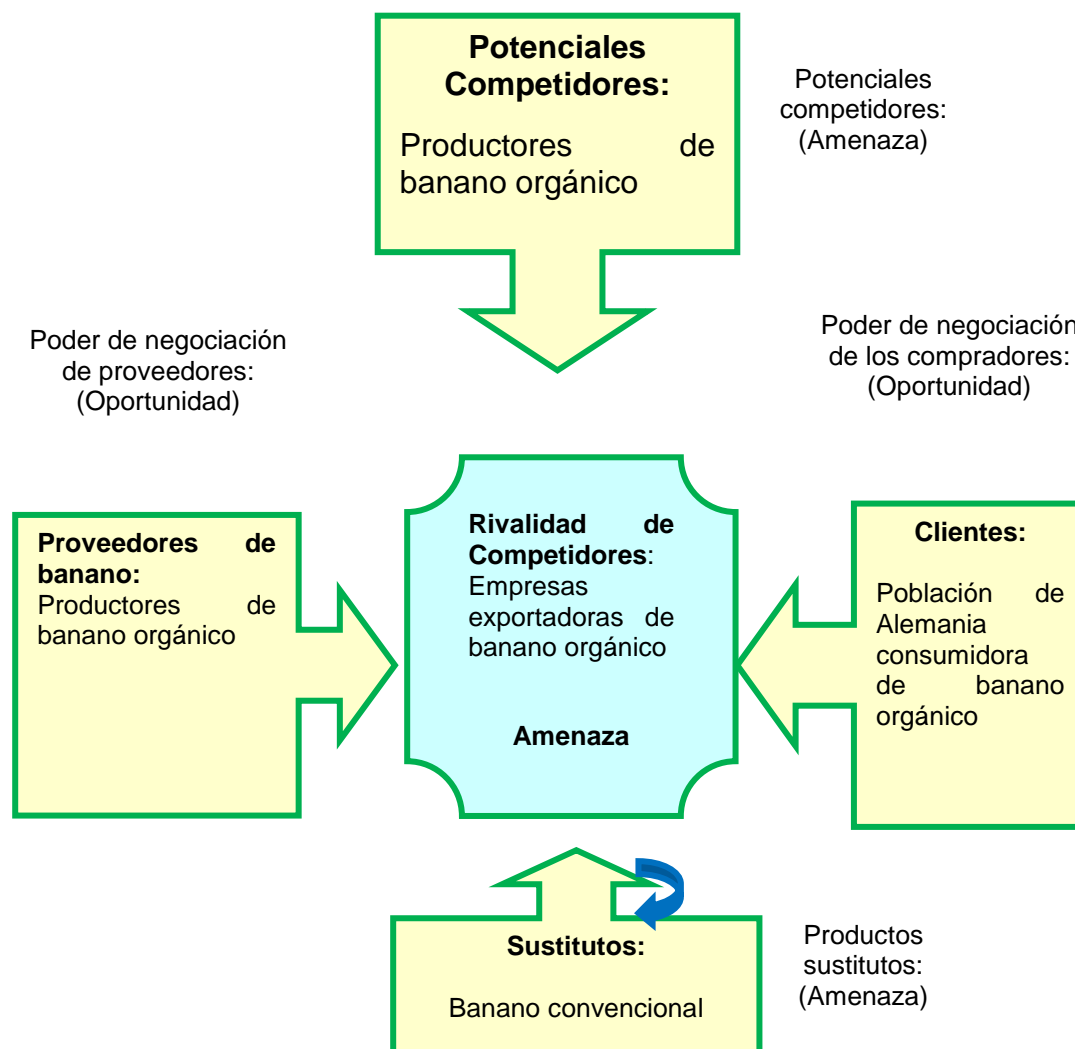 Potenciales
Competidores:
Productores de
banano orgánico
Potenciales
competidores:
(Amenaza)
Poder de negociación
de proveedores:
(Oportunidad)
Poder de negociación
de los compradores:
(Oportunidad)
Proveedores de
banano:
Productores de
banano orgánico
Rivalidad de
Competidores:
Empresas
exportadoras de
banano orgánico
Amenaza
Clientes:
Población de
Alemania
consumidora
de banano
orgánico
Sustitutos:
Banano convencional
Productos
sustitutos:
(Amenaza)